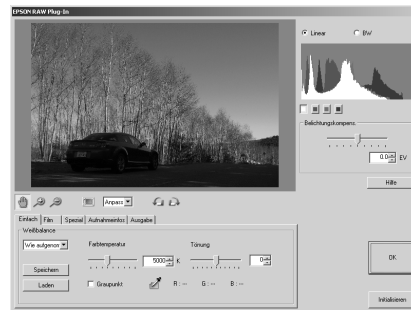 EPSON RAW Plug-In
Linear
BW
Belichtungskompens.
0.0 EV
Hilfe
Anpass
Einfach Film Spezial Aufnahmeinfos Ausgabe
Weißbalance
Wie aufgenom
Farbtemperatur
Tönung
5000 K
0
Speichern
Laden
Graupunkt
R : -- G : -- B : --
OK
Initialisieren